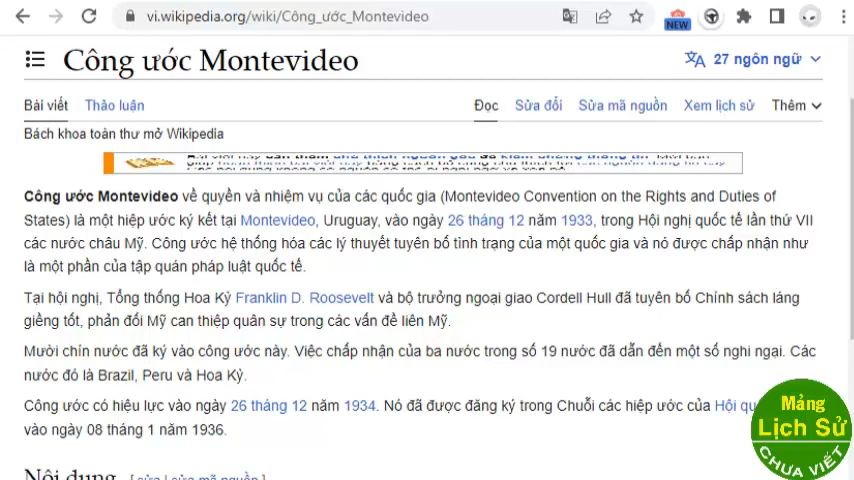 vi.wikipedia.org/wiki/Công_ước_Montevideo
NEW
Công ước Montevideo
27 ngôn ngữ
Bài viết Thảo luận Đọc Sửa đổi Sửa mã nguồn Xem lịch sử Thêm
Bách khoa toàn thư mở Wikipedia
Công ước Montevideo về quyền và nhiệm vụ của các quốc gia (Montevideo Convention on the Rights and Duties of
States) là một hiệp ước ký kết tại Montevideo, Uruguay, vào ngày 26 tháng 12 năm 1933, trong Hội nghị quốc tế lần thứ VII
các nước châu Mỹ. Công ước hệ thống hóa các lý thuyết tuyên bố tình trạng của một quốc gia và nó được chấp nhận như
là một phần của tập quán pháp luật quốc tế.
Tại hội nghị, Tổng thống Hoa Kỳ Franklin D. Roosevelt và bộ trưởng ngoại giao Cordell Hull đã tuyên bố Chính sách láng
giềng tốt, phản đối Mỹ can thiệp quân sự trong các vấn đề liên Mỹ.
Mười chín nước đã ký vào công ước này. Việc chấp nhận của ba nước trong số 19 nước đã dẫn đến một số nghi ngại. Các
nước đó là Brazil, Peru và Hoa Kỳ.
Công ước có hiệu lực vào ngày 26 tháng 12 năm 1934. Nó đã được đăng ký trong Chuỗi các hiệp ước của Hội
vào ngày 08 tháng 1 năm 1936.
Nội dung [sửa | sửa mã nguồn]
Mảng
Lịch Sử
CHƯA VIẾT